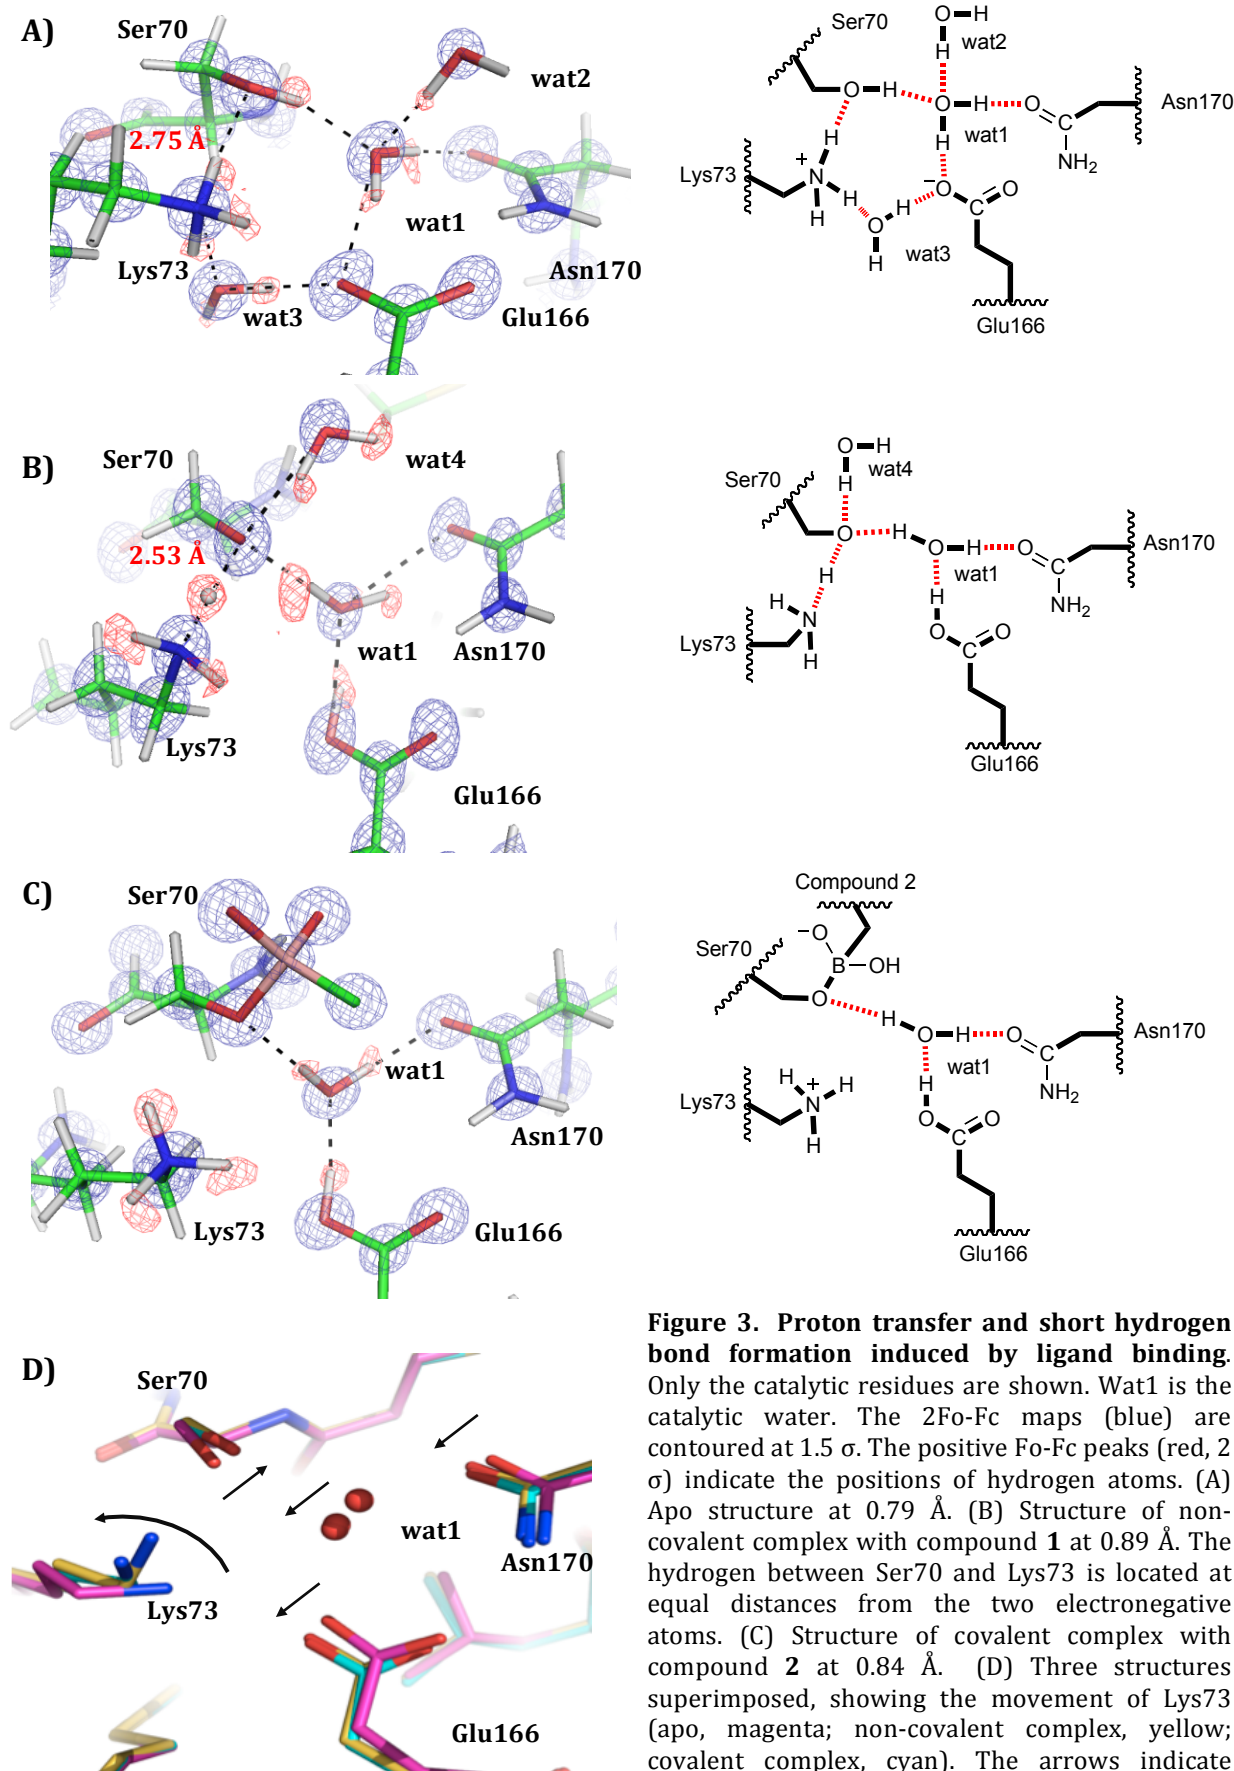 A)
Ser70
wat2
2.75 Å
wat1
Lys73
Asn170
wat3
Glu166
Ser70
O H
H
wat2
O H O H O
wat1
Asn170
H H
NH2
Lys73
+
N H
H
H −O C O
O
H
wat3
Glu166
B)
Ser70
wat4
2.53 Å
wat1
Asn170
Lys73
Glu166
O H
wat4
H
Ser70
O H O H O
wat1
Asn170
H H
C
NH2
H N
Lys73
H
HO C O
Glu166
C)
Ser70
wat1
Asn170
Lys73
Glu166
Compound 2
−O
Ser70
B OH
O
H O H O
wat1
Asn170
H
C
NH2
H + H
Lys73
N
H
O C O
Glu166
D)
Ser70
wat1
Asn170
Lys73
Glu166
Figure 3. Proton transfer and short hydrogen
bond formation induced by ligand binding.
Only the catalytic residues are shown. Wat1 is the
catalytic water. The 2Fo-Fc maps (blue) are
contoured at 1.5 σ. The positive Fo-Fc peaks (red, 2
σ) indicate the positions of hydrogen atoms. (A)
Apo structure at 0.79 Å. (B) Structure of non-
covalent complex with compound 1 at 0.89 Å. The
hydrogen between Ser70 and Lys73 is located at
equal distances from the two electronegative
atoms. (C) Structure of covalent complex with
compound 2 at 0.84 Å. (D) Three structures
superimposed, showing the movement of Lys73
(apo, magenta; non-covalent complex, yellow;
covalent complex, cyan). The arrows indicate